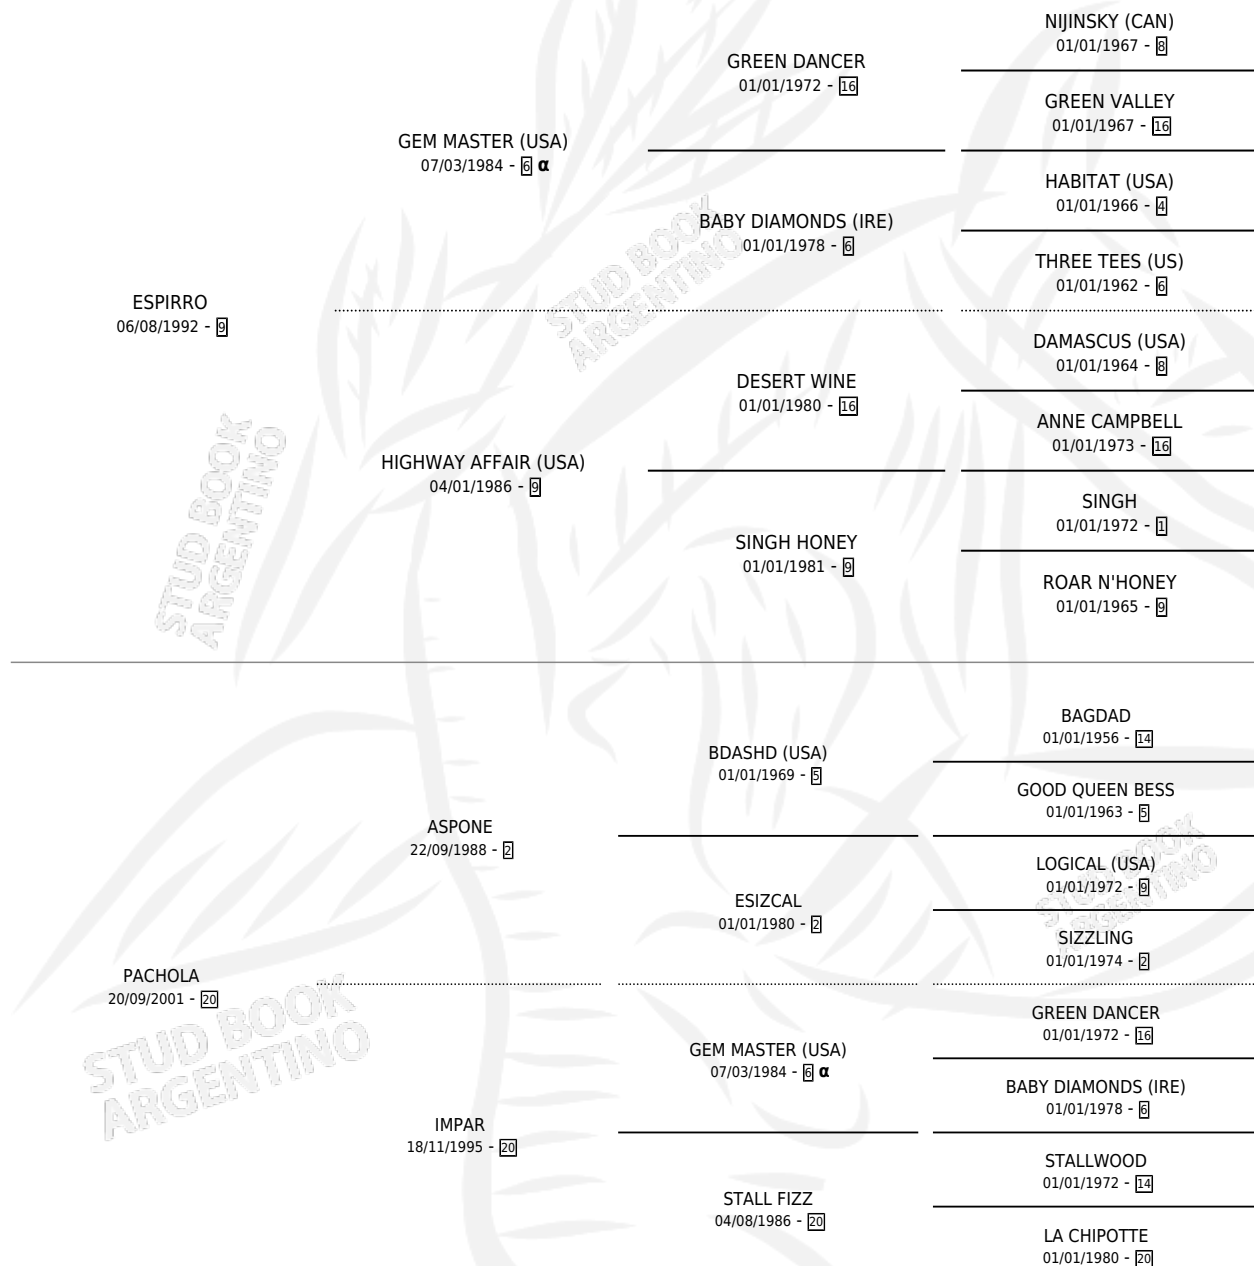 NIJINSKY (CAN)
01/01/1967 - 8
GREEN DANCER
01/01/1972 - 16
GREEN VALLEY
01/01/1967 - 16
GEM MASTER (USA)
07/03/1984 - 6 α
HABITAT (USA)
01/01/1966 - 4
BABY DIAMONDS (IRE)
01/01/1978 - 6
THREE TEES (US)
01/01/1962 - 6
ESPIRRO
06/08/1992 - 9
STUD BOOK
ARGENTINO
DAMASCUS (USA)
01/01/1964 - 8
DESERT WINE
01/01/1980 - 16
ANNE CAMPBELL
01/01/1973 - 16
HIGHWAY AFFAIR (USA)
04/01/1986 - 9
SINGH
01/01/1972 - 1
SINGH HONEY
01/01/1981 - 9
ROAR N'HONEY
01/01/1965 - 9
STUD BOOK
ARGENTINO
BAGDAD
01/01/1956 - 14
BDASHD (USA)
01/01/1969 - 5
GOOD QUEEN BESS
01/01/1963 - 5
ASPONE
22/09/1988 - 2
LOGICAL (USA)
01/01/1972 - 9
STUD BOOK
ARGENTINO
ESIZCAL
01/01/1980 - 2
SIZZLING
01/01/1974 - 2
PACHOLA
20/09/2001 - 20
STUD BOOK
ARGENTINO
GREEN DANCER
01/01/1972 - 16
GEM MASTER (USA)
07/03/1984 - 6 α
BABY DIAMONDS (IRE)
01/01/1978 - 6
IMPAR
18/11/1995 - 20
STALLWOOD
01/01/1972 - 14
STALL FIZZ
04/08/1986 - 20
LA CHIPOTTE
01/01/1980 - 20